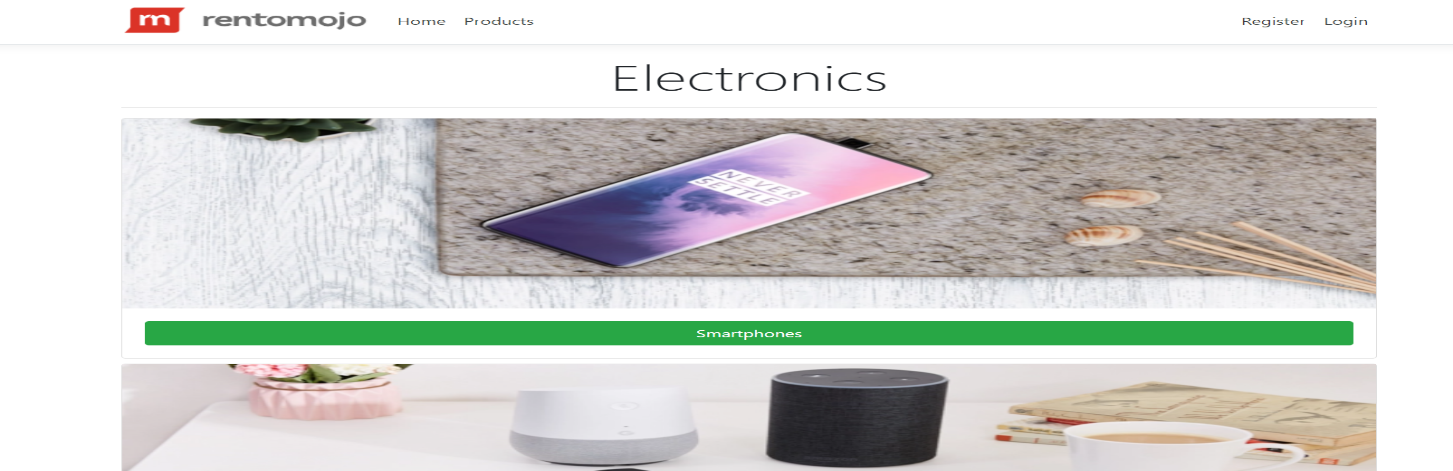 m rentomojo Home Products Register Login
Electronics
NEVER
SETTLE
Smartphones